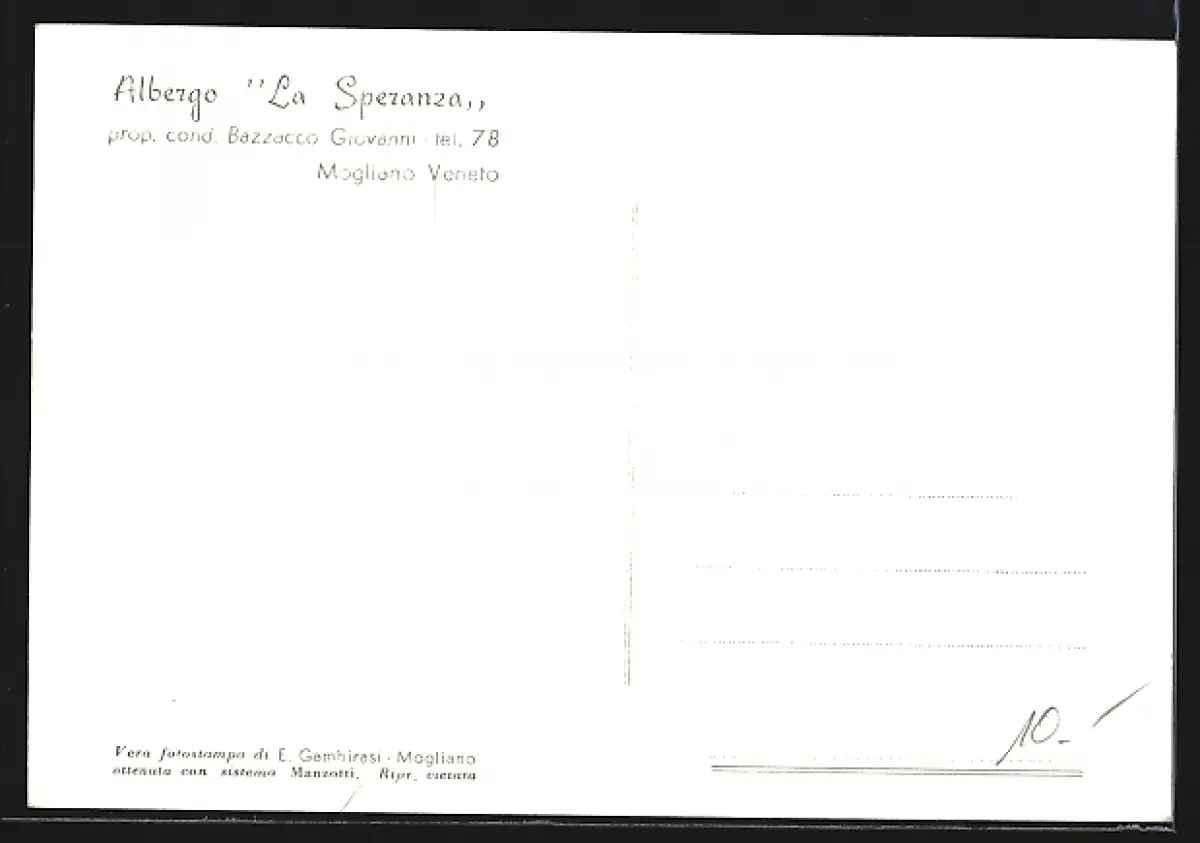 Albergo "La Speranza,,
prop. cond. Bazzacco Giovanni - tel. 78
Mogliano Veneto
Vera fotostampa di E. Gambirasi - Mogliano
ottenuta con sistema Manzotti. Ripr. vietata
10.-